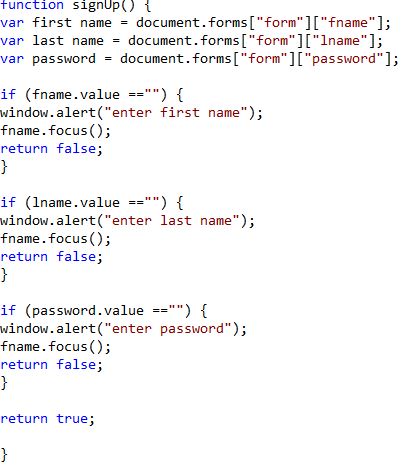 function signUp() {
var first name = document.forms["form"]["fname"];
var last name = document.forms["form"]["lname"];
var password = document.forms["form"]["password"];

if (fname.value =="") {
window.alert("enter first name");
fname.focus();
return false;
}

if (lname.value =="") {
window.alert("enter last name");
fname.focus();
return false;
}

if (password.value =="") {
window.alert("enter password");
fname.focus();
return false;
}

return true;

}